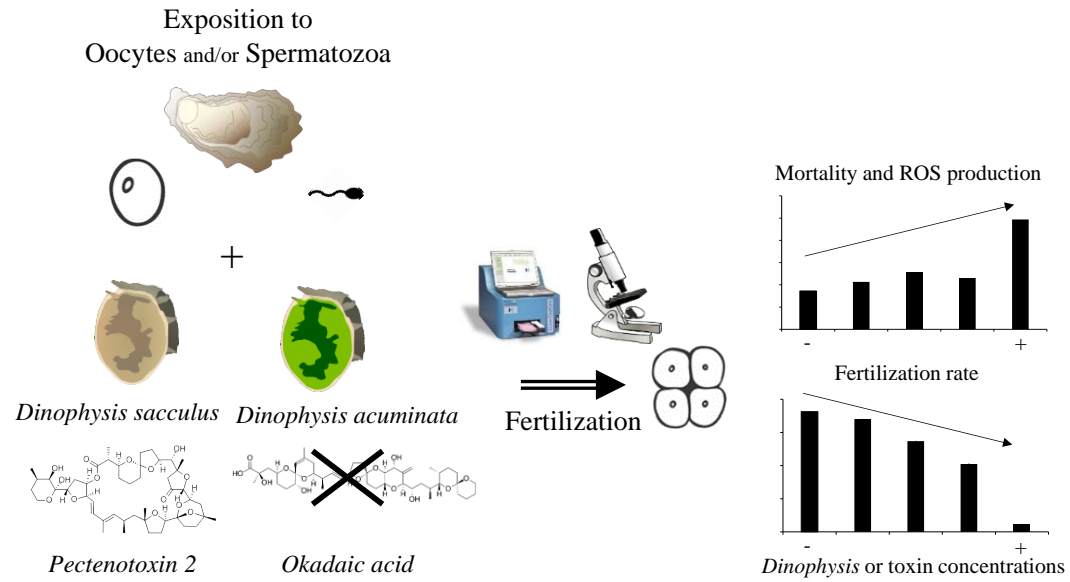 Exposition to
Oocytes and/or Spermatozoa
+
Dinophysis sacculus
Dinophysis acuminata
Pectenotoxin 2
Okadaic acid
Fertilization
Mortality and ROS production
- +
Fertilization rate
- +
Dinophysis or toxin concentrations